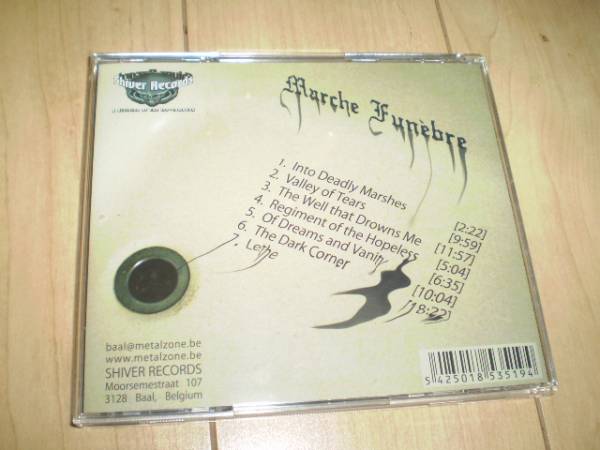 Shiver Records
Marche Funèbre
1. Into Deadly Marshes [2:22]
2. Valley of Tears [9:59]
3. The Well that Drowns Me [11:57]
4. Regiment of the Hopeless [5:04]
5. Of Dreams and Vanity [6:35]
6. The Dark Corner [10:04]
7. Lethe [18:22]
baal@metalzone.be
www.metalzone.be
SHIVER RECORDS
Moorsemestraat 107
3128 Baal, Belgium
5 425018 535194